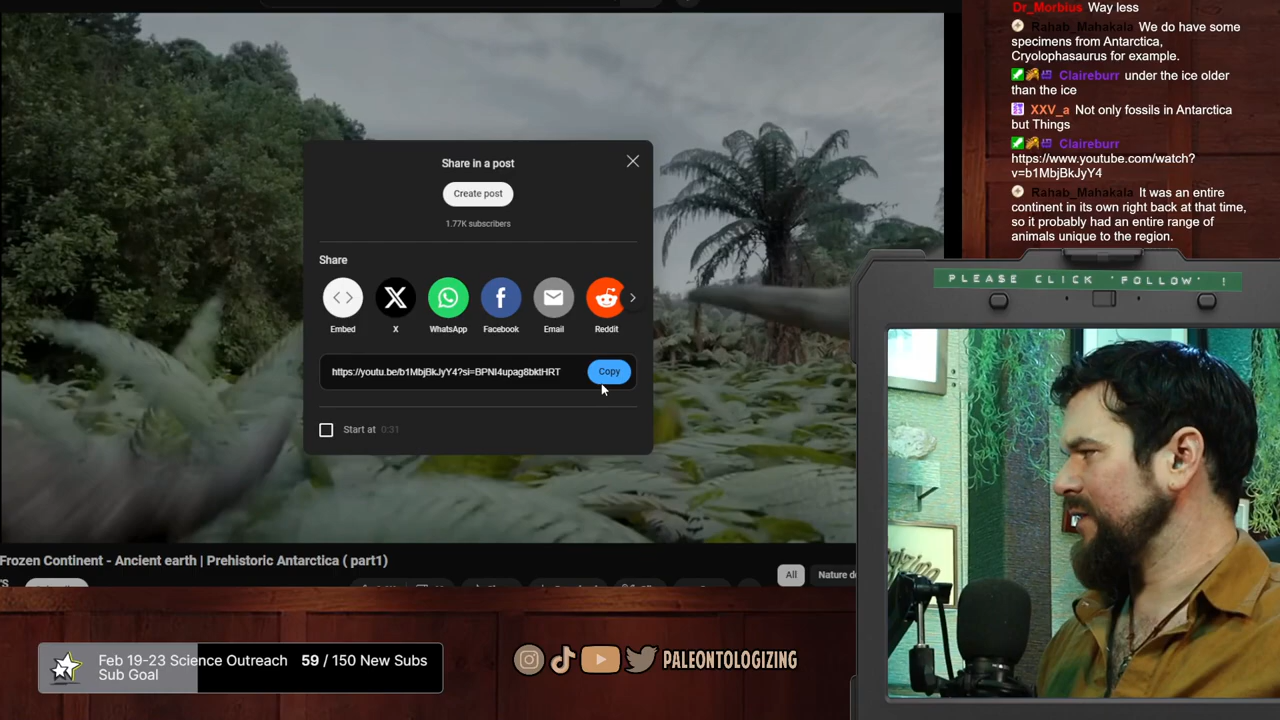 Dr_Morbius Way less
Rahab_Mahakala We do have some
specimens from Antarctica,
Cryolophasaurus for example.
Claireburr under the ice older
than the ice
XXV_a Not only fossils in Antarctica
but Things
Claireburr
https://www.youtube.com/watch?
v=b1MbjBkJyY4
Rahab_Mahakala It was an entire
continent in its own right back at that time,
so it probably had an entire range of
animals unique to the region.
Share in a post
Create post
1.77K subscribers
Share
Embed
X
WhatsApp
Facebook
Email
Reddit
https://youtu.be/b1MbjBkJyY4?si=BPNI4upag8bktHRT
Copy
Start at 0:31
PLEASE CLICK 'FOLLOW' !
Frozen Continent - Ancient earth | Prehistoric Antarctica ( part1)
All
Nature d
Feb 19-23 Science Outreach 59 / 150 New Subs
Sub Goal
PALEONTOLOGIZING